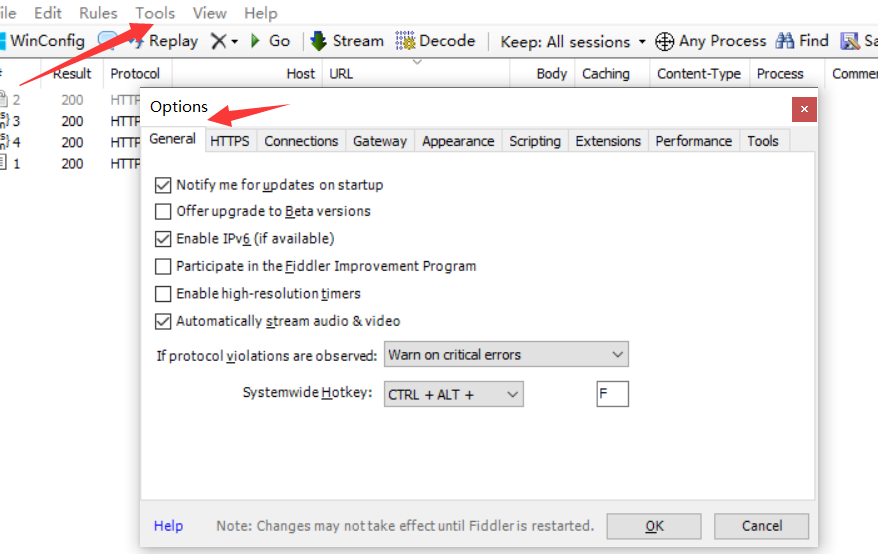 ile Edit Rules Tools View Help
WinConfig Replay Go Stream Decode Keep: All sessions Any Process Find Sa
# Result Protocol Host URL Body Caching Content-Type Process Comme
2 200 HTTP
3 200 HTTP
4 200 HTTP
1 200 HTTP
Options
General HTTPS Connections Gateway Appearance Scripting Extensions Performance Tools
Notify me for updates on startup
Offer upgrade to Beta versions
Enable IPv6 (if available)
Participate in the Fiddler Improvement Program
Enable high-resolution timers
Automatically stream audio & video
If protocol violations are observed: Warn on critical errors
Systemwide Hotkey: CTRL + ALT + F
Help Note: Changes may not take effect until Fiddler is restarted. OK Cancel